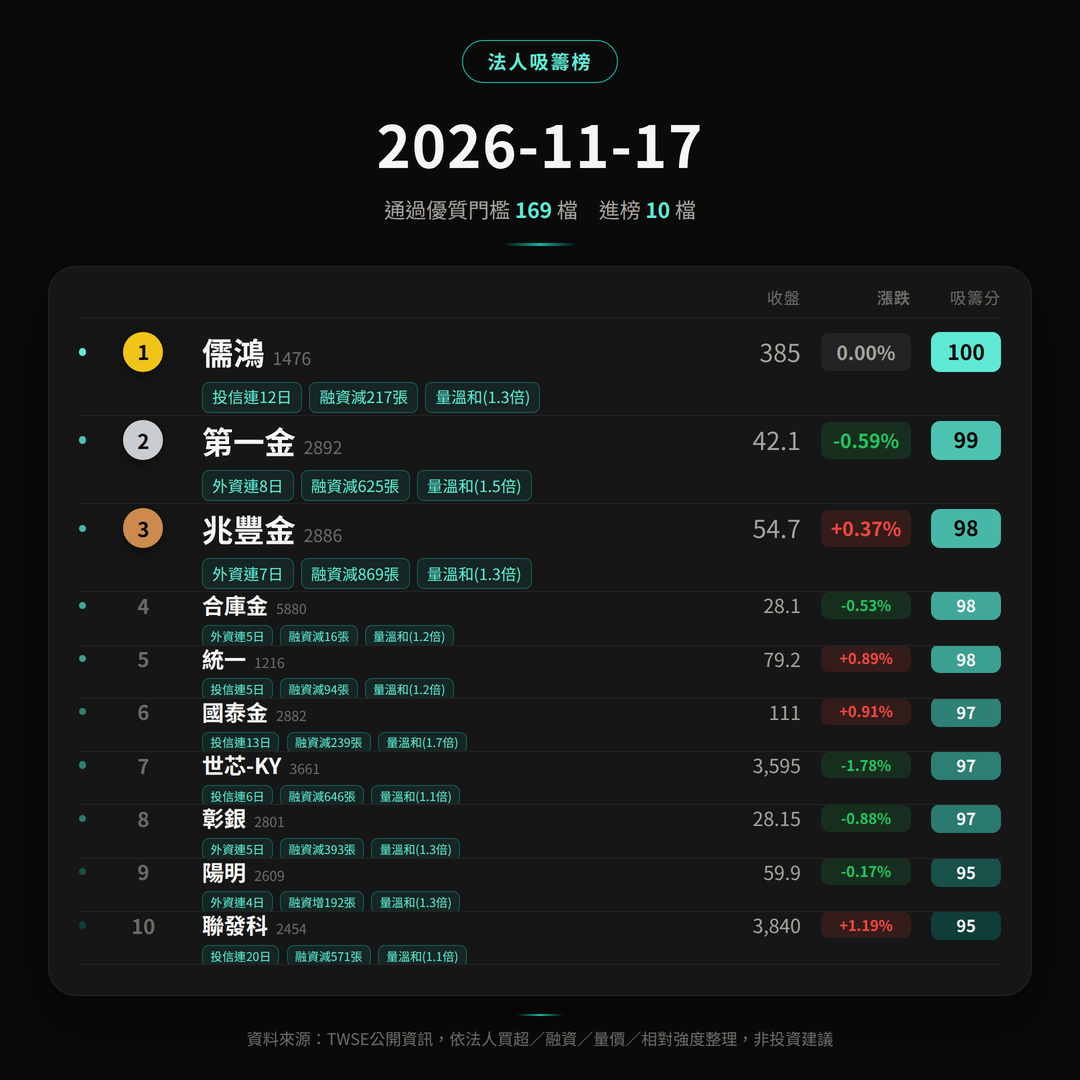 法人吸籌榜
2026-11-17
通過優質門檻 169 檔 進榜 10 檔
收盤 漲跌 吸籌分
1 儒鴻 1476 385 0.00% 100
投信連12日 融資減217張 量溫和(1.3倍)
2 第一金 2892 42.1 -0.59% 99
外資連8日 融資減625張 量溫和(1.5倍)
3 兆豐金 2886 54.7 +0.37% 98
外資連7日 融資減869張 量溫和(1.3倍)
4 合庫金 5880 28.1 -0.53% 98
外資連5日 融資減16張 量溫和(1.2倍)
5 統一 1216 79.2 +0.89% 98
投信連5日 融資減94張 量溫和(1.2倍)
6 國泰金 2882 111 +0.91% 97
投信連13日 融資減239張 量溫和(1.7倍)
7 世芯-KY 3661 3,595 -1.78% 97
投信連6日 融資減646張 量溫和(1.1倍)
8 彰銀 2801 28.15 -0.88% 97
外資連5日 融資減393張 量溫和(1.3倍)
9 陽明 2609 59.9 -0.17% 95
外資連4日 融資增192張 量溫和(1.3倍)
10 聯發科 2454 3,840 +1.19% 95
投信連20日 融資減571張 量溫和(1.1倍)
資料來源：TWSE公開資訊，依法人買超／融資／量價／相對強度整理，非投資建議